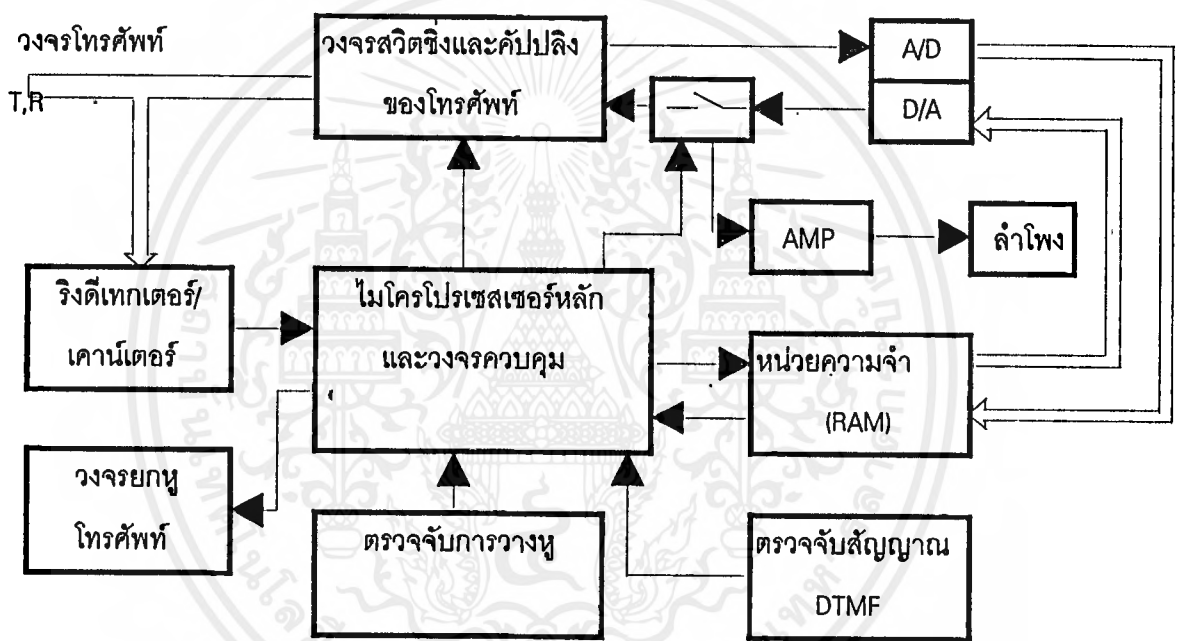 วงจรโทรศัพท์
T,R
วงจรสวิตชิ่งและคัปปลิง
ของโทรศัพท์
A/D
D/A
AMP
ลำโพง
ริงดีเทกเตอร์/
เคาน์เตอร์
ไมโครโปรเซสเซอร์หลัก
และวงจรควบคุม
หน่วยความจำ
(RAM)
วงจรยกหู
โทรศัพท์
ตรวจจับการวางหู
ตรวจจับสัญญาณ
DTMF